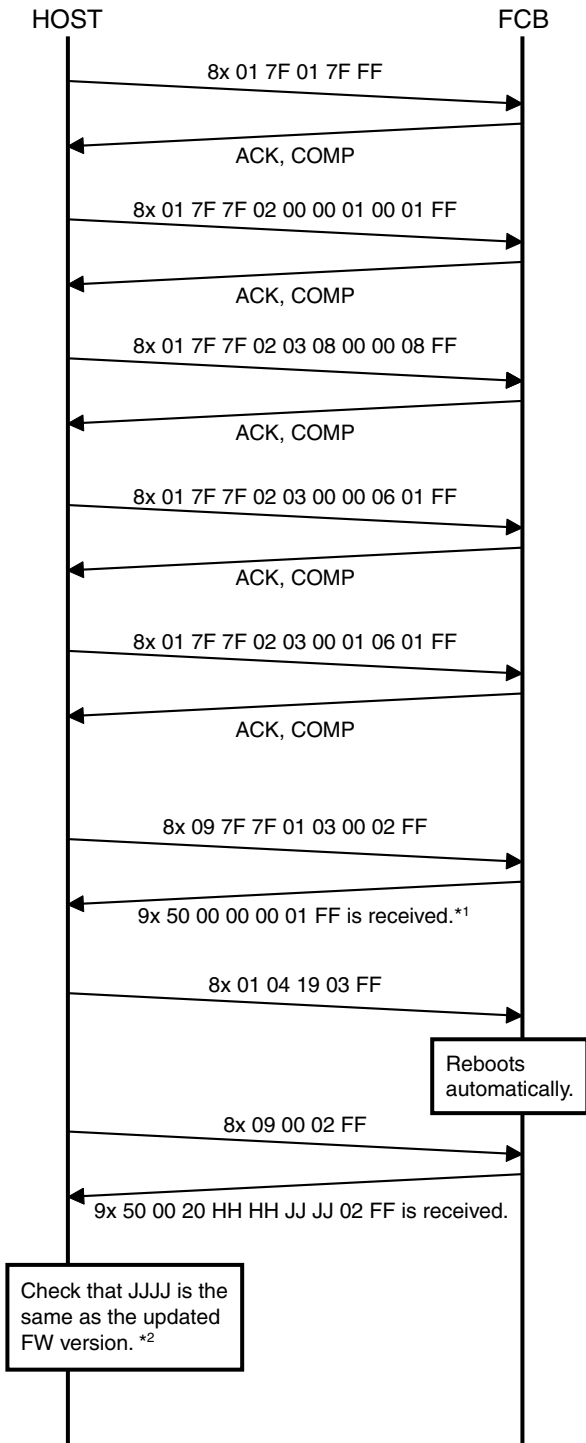 HOST FCB
8x 01 7F 01 7F FF
ACK, COMP
8x 01 7F 7F 02 00 00 01 00 01 FF
ACK, COMP
8x 01 7F 7F 02 03 08 00 00 08 FF
ACK, COMP
8x 01 7F 7F 02 03 00 00 06 01 FF
ACK, COMP
8x 01 7F 7F 02 03 00 01 06 01 FF
ACK, COMP
8x 09 7F 7F 01 03 00 02 FF
9x 50 00 00 00 01 FF is received.*1
8x 01 04 19 03 FF
Reboots
automatically.
8x 09 00 02 FF
9x 50 00 20 HH HH JJ JJ 02 FF is received.
Check that JJJJ is the
same as the updated
FW version. *2